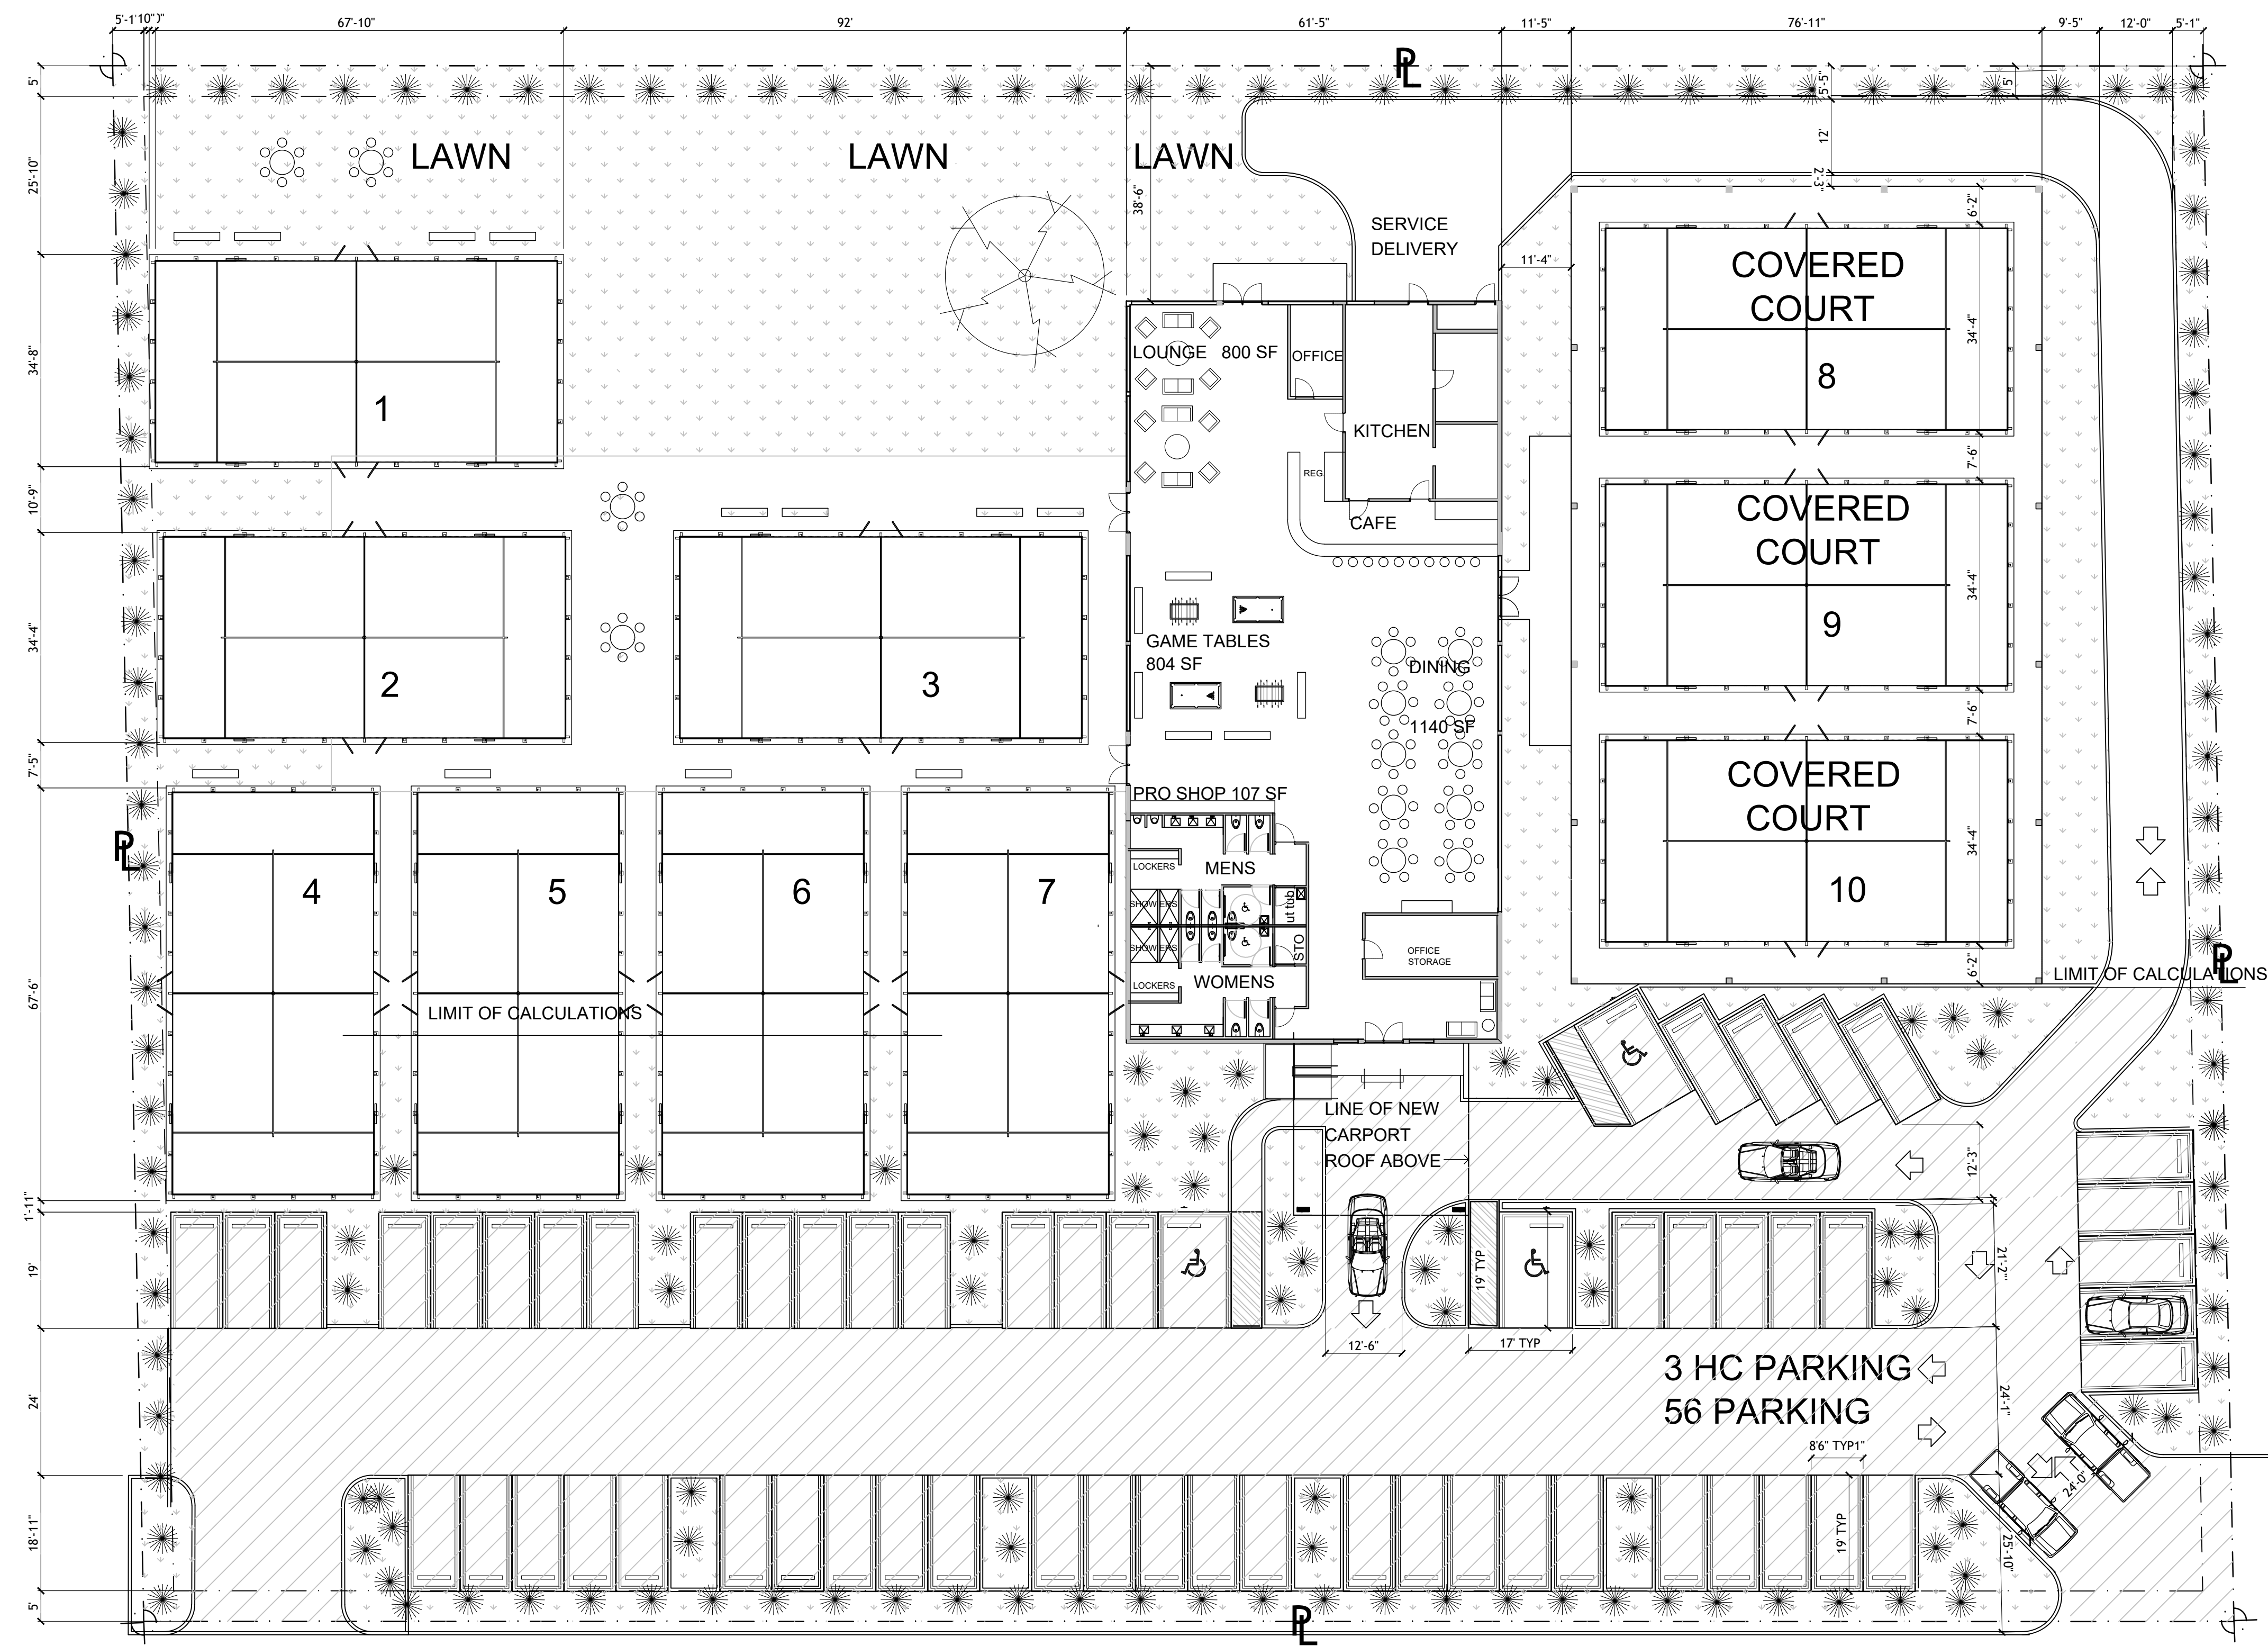 5'-1"
10"
67'-10"
92'
61'-5"
11'-5"
76'-11"
9'-5"
12'-0"
5'-1"
PL
5'
5'-5"
5'
25'-10"
LAWN
LAWN
LAWN
38'-6"
12'
2'-3"
SERVICE
DELIVERY
11'-4"
6'-2"
COVERED
COURT
8
34'-4"
34'-8"
1
LOUNGE 800 SF
OFFICE
KITCHEN
REG.
CAFE
7'-6"
10'-9"
COVERED
COURT
9
34'-4"
34'-4"
2
3
GAME TABLES
804 SF
DINING
1140 SF
7'-6"
7'-5"
PRO SHOP 107 SF
COVERED
COURT
10
34'-4"
PL
4
5
6
7
LOCKERS
MENS
SHOWERS
ut tub
SHOWERS
STO
LOCKERS
WOMENS
OFFICE
STORAGE
6'-2"
PL
LIMIT OF CALCULATIONS
67'-6"
LIMIT OF CALCULATIONS
LINE OF NEW
CARPORT
ROOF ABOVE
12'-3"
1'-11"
19'
19' TYP
21'-2"
12'-6"
17' TYP
3 HC PARKING
56 PARKING
24'
24'-1"
8'6" TYP1"
24'-0"
18'-11"
19' TYP
25'-10"
5'
PL